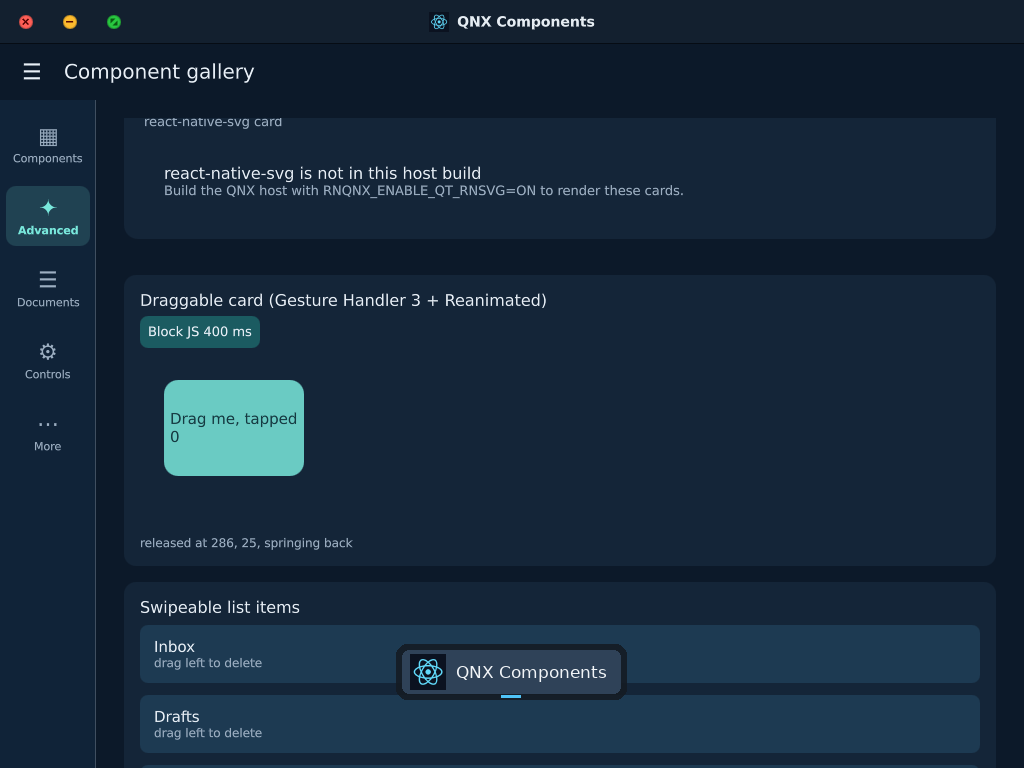 QNX Components
Component gallery
Components
Advanced
Documents
Controls
More
react-native-svg card
react-native-svg is not in this host build
Build the QNX host with RNQNX_ENABLE_QT_RNSVG=ON to render these cards.
Draggable card (Gesture Handler 3 + Reanimated)
Block JS 400 ms
Drag me, tapped
0
released at 286, 25, springing back
Swipeable list items
Inbox
drag left to delete
QNX Components
Drafts
drag left to delete